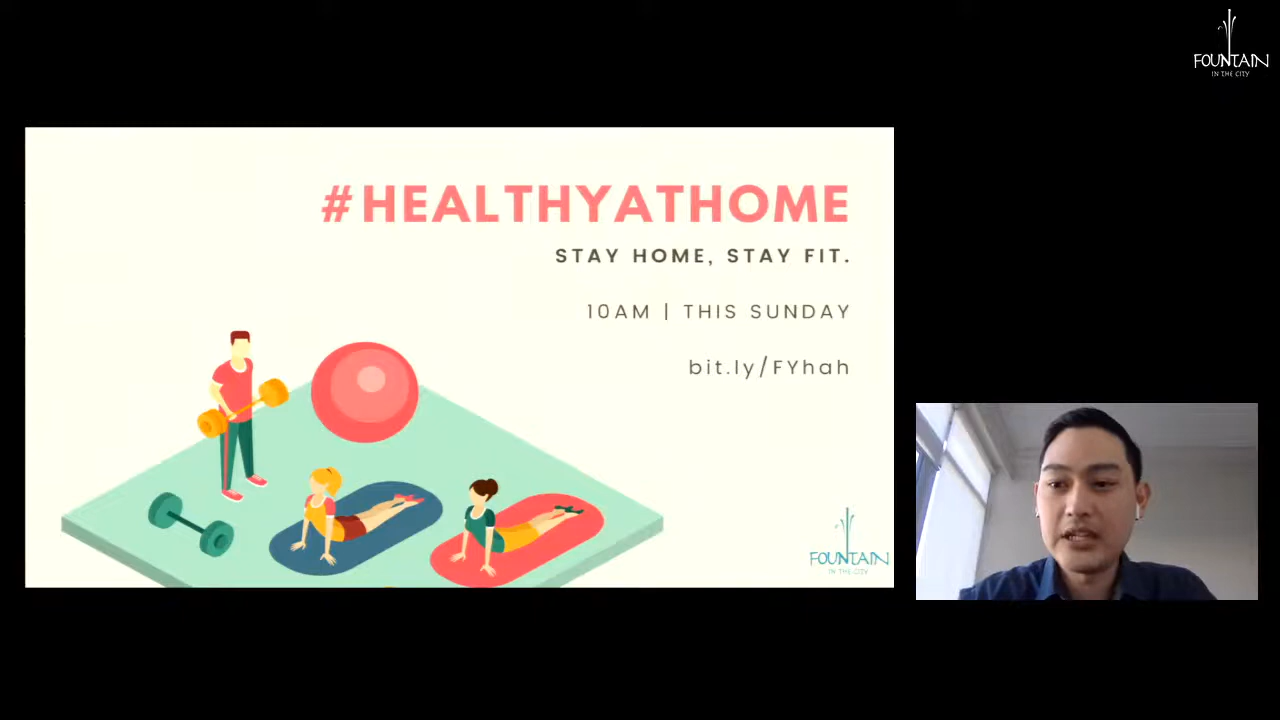 FOUNTAIN
IN THE CITY
#HEALTHYATHOME
STAY HOME, STAY FIT.
10AM | THIS SUNDAY
bit.ly/FYhah
FOUNTAIN
IN THE CITY